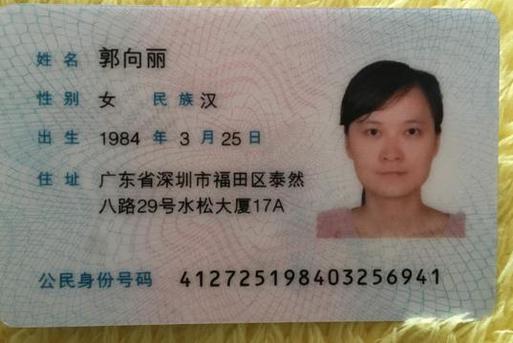 姓名 郭向丽
性别 女 民族 汉
出生 1984 年 3 月 25 日
住址 广东省深圳市福田区泰然
八路29号水松大厦17A
公民身份号码 412725198403256941